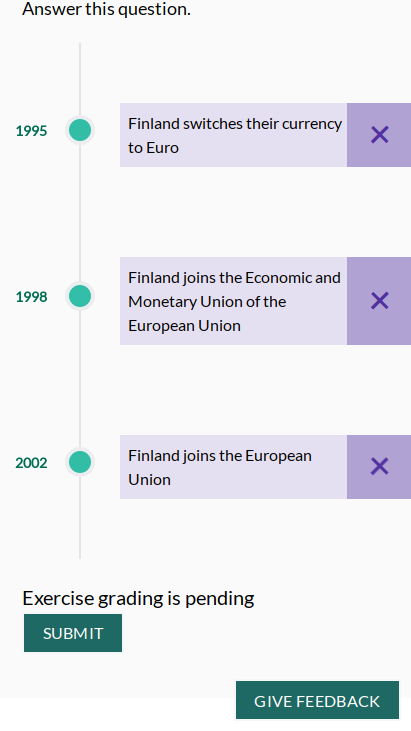 Answer this question.
1995
Finland switches their currency
to Euro
1998
Finland joins the Economic and
Monetary Union of the
European Union
2002
Finland joins the European
Union
Exercise grading is pending
SUBMIT
GIVE FEEDBACK